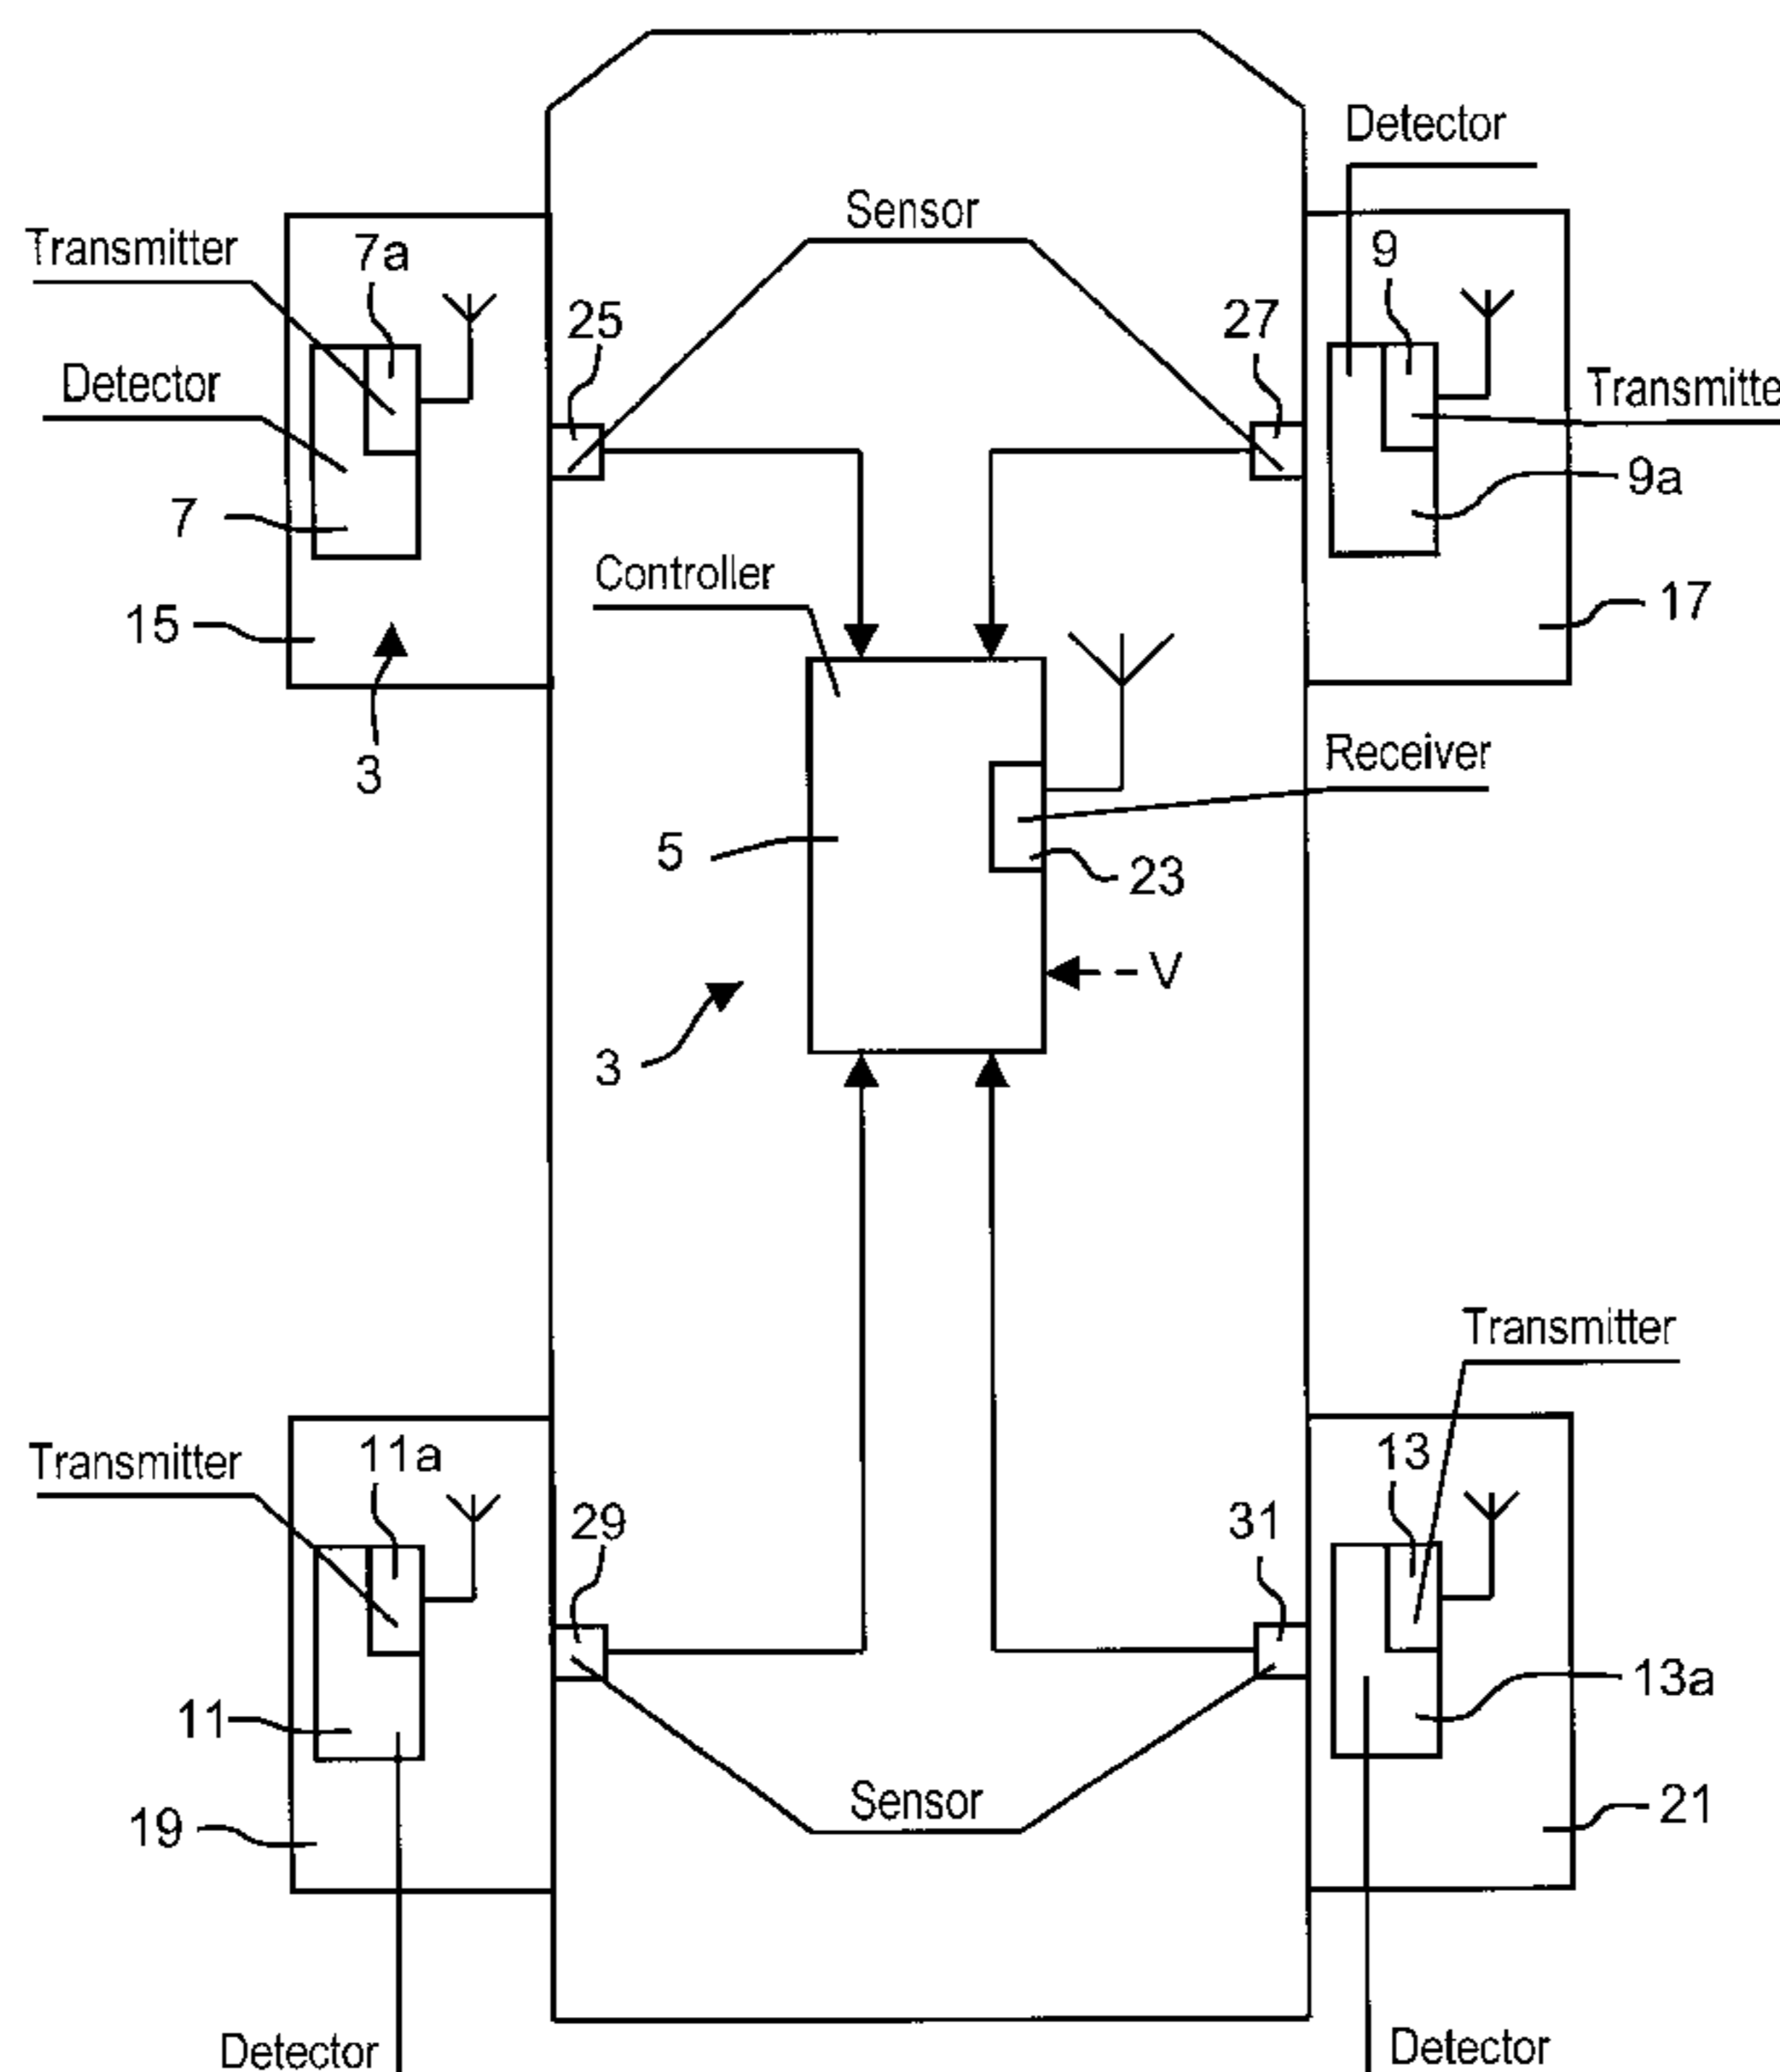 Detector
Sensor
Transmitter
7a
9
25
27
Detector
Transmitte
7
9a
Controller
15
17
3
Receiver
5
23
V
3
Transmitter
Transmitter
11a
13
29
31
11
13a
19
Sensor
21
Detector
Detector